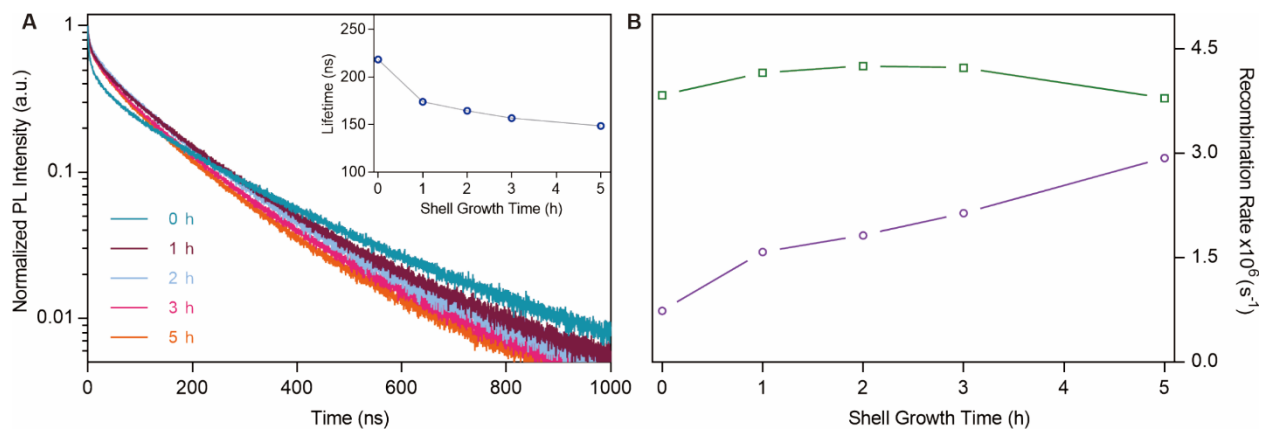 A
Normalized PL Intensity (a.u.)
1
0.1
0.01
0 h
1 h
2 h
3 h
5 h
0 200 400 600 800 1000
Time (ns)
Lifetime (ns)
250
200
150
100
0 1 2 3 4 5
Shell Growth Time (h)
B
4.5
3.0
1.5
0.0
Recombination Rate x10⁶ (s⁻¹)
0 1 2 3 4 5
Shell Growth Time (h)